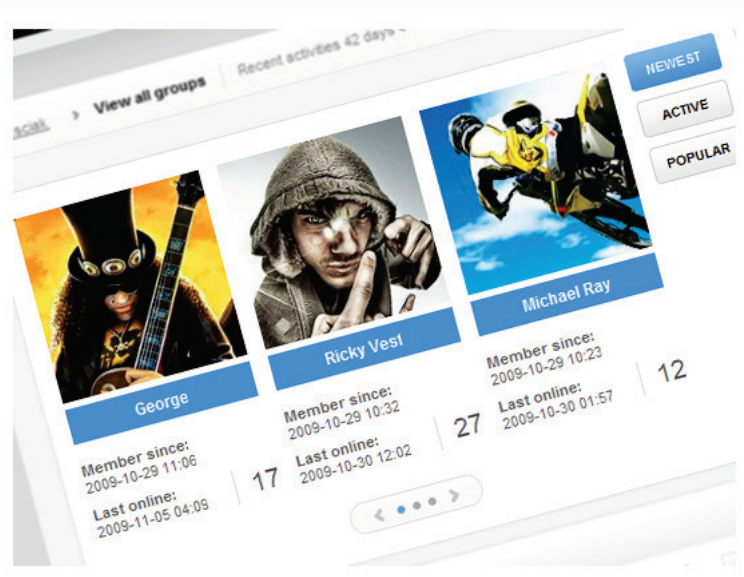 View all groups
Recent activities 42 days
NEWEST
ACTIVE
POPULAR
George
Member since:
2009-10-29 11:06
Last online:
2009-11-05 04:09
17
Ricky Vest
Member since:
2009-10-29 10:32
Last online:
2009-10-30 12:02
27
Michael Ray
Member since:
2009-10-29 10:23
Last online:
2009-10-30 01:57
12